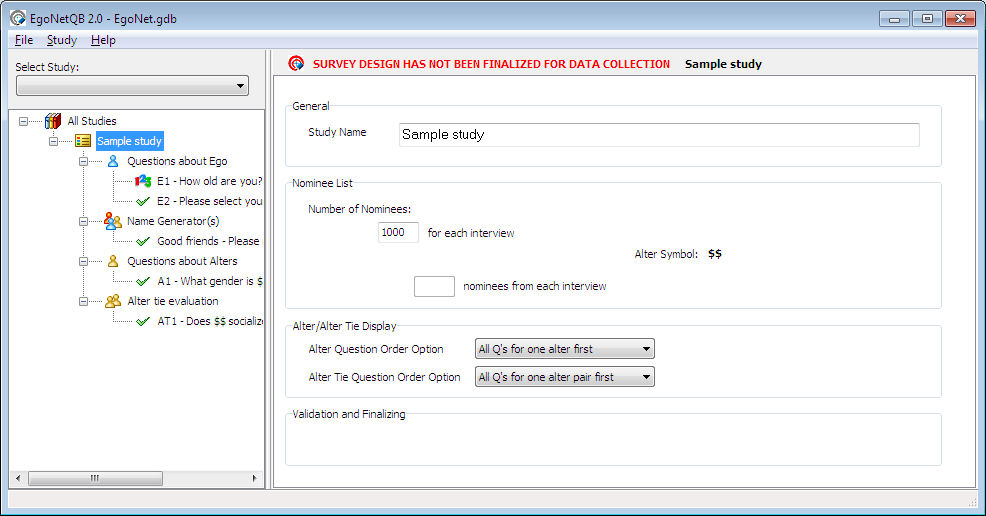 EgoNetQB 2.0 - EgoNet.gdb
File Study Help
Select Study:
All Studies
Sample study
Questions about Ego
E1 - How old are you?
E2 - Please select you
Name Generator(s)
Good friends - Please
Questions about Alters
A1 - What gender is $
Alter tie evaluation
AT1 - Does $$ socialize
SURVEY DESIGN HAS NOT BEEN FINALIZED FOR DATA COLLECTION Sample study
General
Study Name Sample study
Nominee List
Number of Nominees:
1000 for each interview
Alter Symbol: $$
nominees from each interview
Alter/Alter Tie Display
Alter Question Order Option All Q's for one alter first
Alter Tie Question Order Option All Q's for one alter pair first
Validation and Finalizing